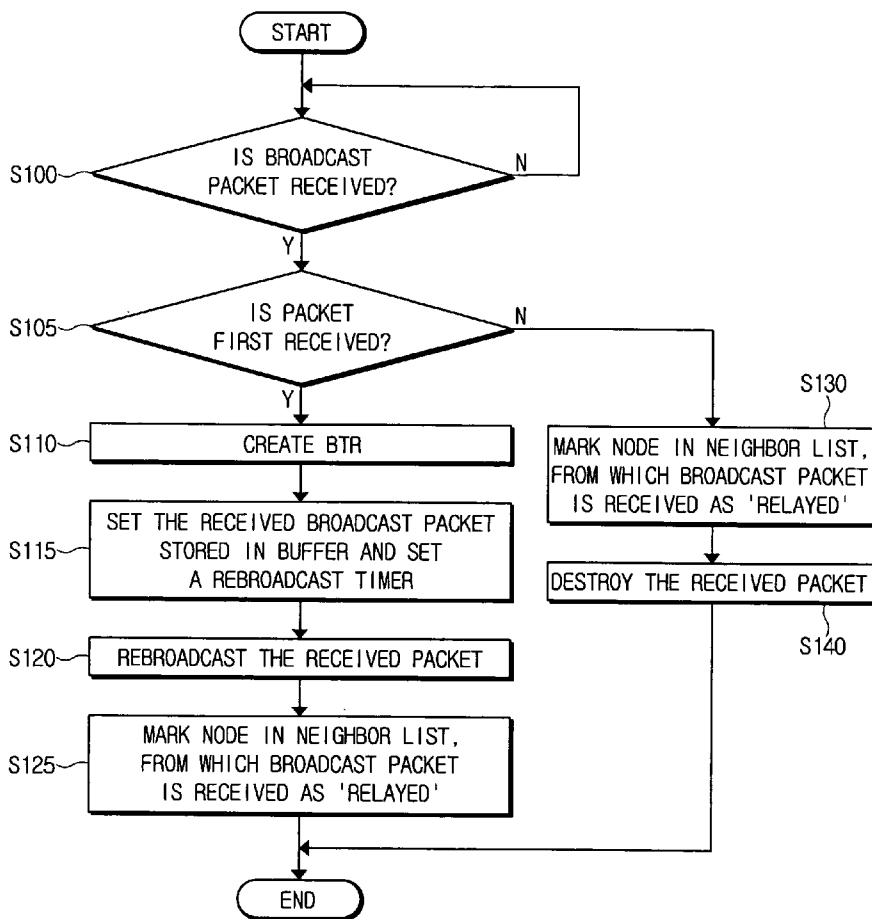 START
S100
IS BROADCAST
PACKET RECEIVED?
N
Y
S105
IS PACKET
FIRST RECEIVED?
N
Y
S110
CREATE BTR
S115
SET THE RECEIVED BROADCAST PACKET
STORED IN BUFFER AND SET
A REBROADCAST TIMER
S120
REBROADCAST THE RECEIVED PACKET
S125
MARK NODE IN NEIGHBOR LIST,
FROM WHICH BROADCAST PACKET
IS RECEIVED AS 'RELAYED'
S130
MARK NODE IN NEIGHBOR LIST,
FROM WHICH BROADCAST PACKET
IS RECEIVED AS 'RELAYED'
DESTROY THE RECEIVED PACKET
S140
END